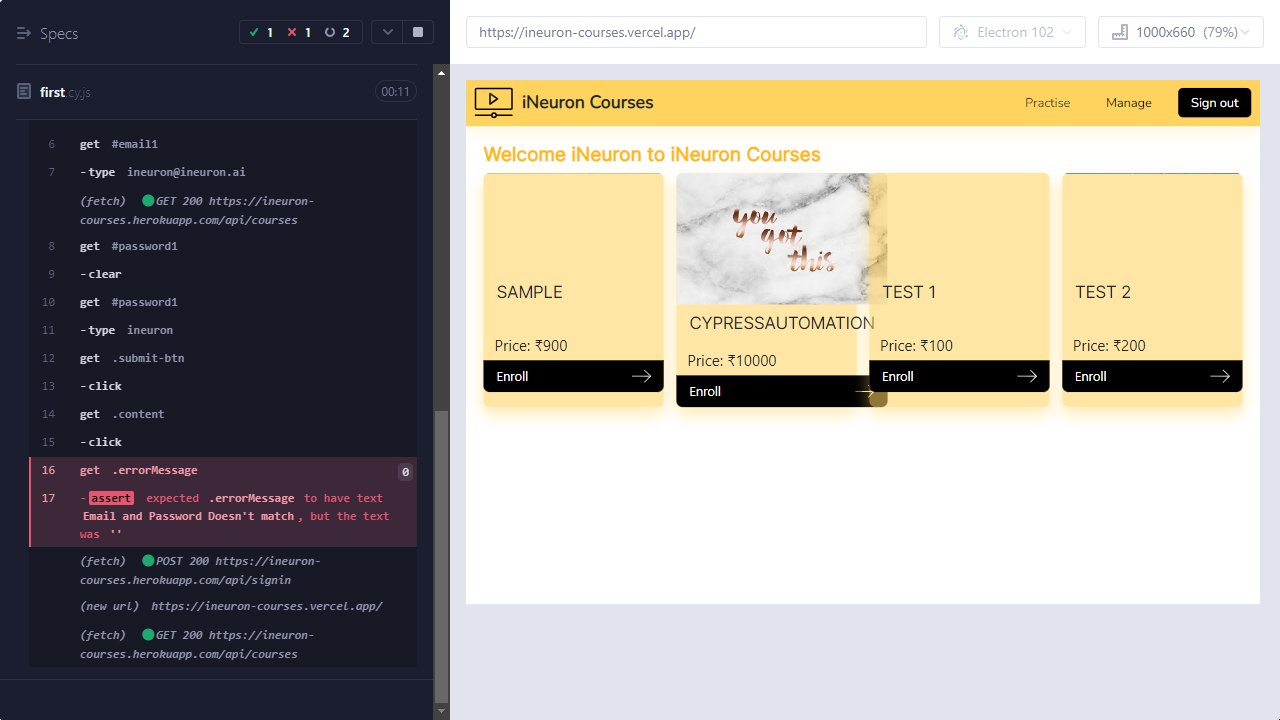 Specs
1
1
2
first.cy.js
00:11
6 get #email1
7 -type ineuron@ineuron.ai
(fetch) GET 200 https://ineuron-
courses.herokuapp.com/api/courses
8 get #password1
9 -clear
10 get #password1
11 -type ineuron
12 get .submit-btn
13 -click
14 get .content
15 -click
16 get .errorMessage 0
17 -assert expected .errorMessage to have text
Email and Password Doesn't match, but the text
was ''
(fetch) POST 200 https://ineuron-
courses.herokuapp.com/api/signin
(new url) https://ineuron-courses.vercel.app/
(fetch) GET 200 https://ineuron-
courses.herokuapp.com/api/courses
https://ineuron-courses.vercel.app/
Electron 102
1000x660 (79%)
iNeuron Courses
Practise
Manage
Sign out
Welcome iNeuron to iNeuron Courses
SAMPLE
Price: ₹900
Enroll
you
got
this
CYPRESSAUTOMATION
Price: ₹10000
Enroll
TEST 1
Price: ₹100
Enroll
TEST 2
Price: ₹200
Enroll